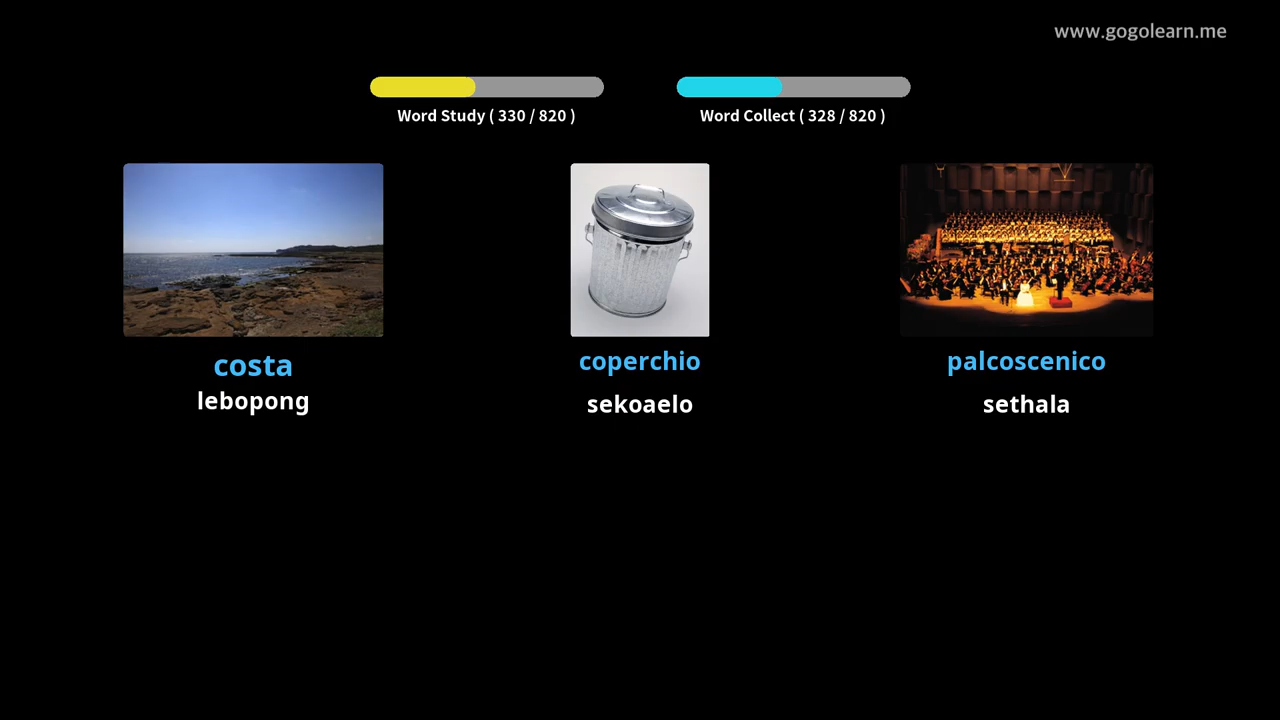 www.gogolearn.me
Word Study ( 330 / 820 )
Word Collect ( 328 / 820 )
costa
lebopong
coperchio
sekoaelo
palcoscenico
sethala